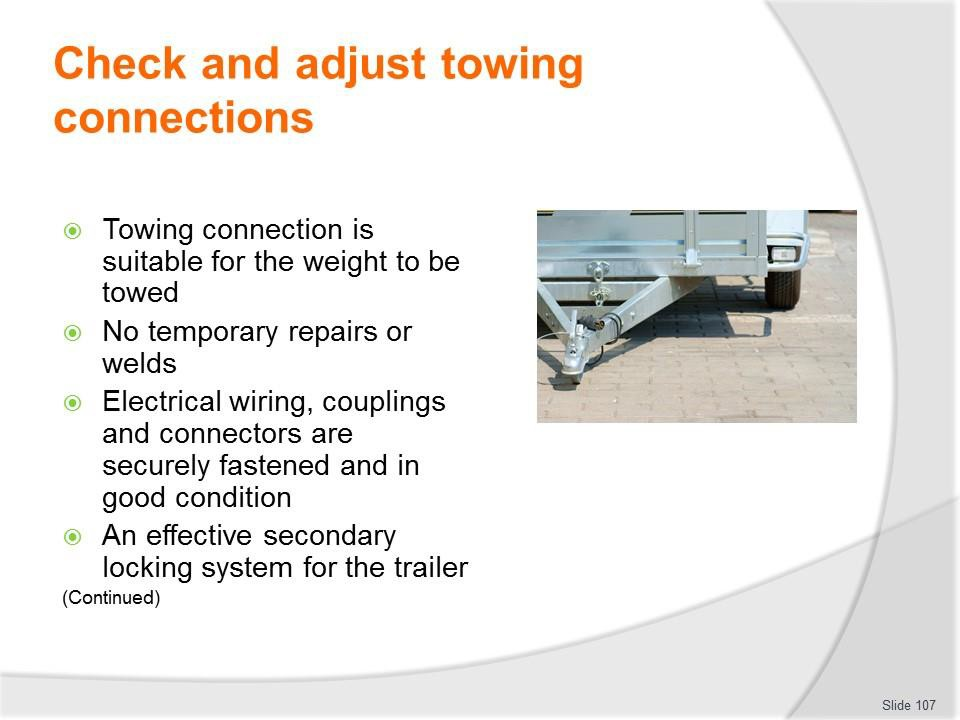 Check and adjust towing
connections
Towing connection is
suitable for the weight to be
towed
No temporary repairs or
welds
Electrical wiring, couplings
and connectors are
securely fastened and in
good condition
An effective secondary
locking system for the trailer
(Continued)
Slide 107